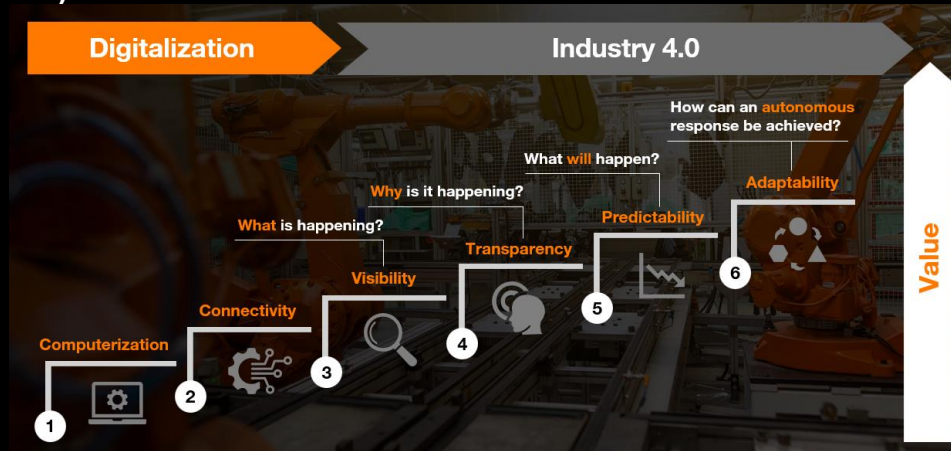 Digitalization
Industry 4.0
How can an autonomous
response be achieved?
What will happen?
Why is it happening?
What is happening?
Adaptability
Predictability
Transparency
Visibility
Connectivity
Computerization
1
2
3
4
5
6
Value